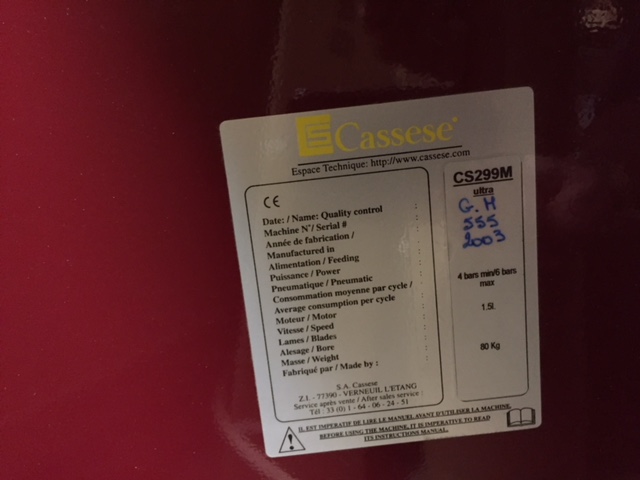 Cassese
Espace Technique: http://www.cassese.com
CE
Date: / Name: Quality control :
Machine N°/ Serial # :
Année de fabrication /
Manufactured in :
Alimentation / Feeding :
Puissance / Power :
Pneumatique / Pneumatic :
Consommation moyenne par cycle /
Average consumption per cycle :
Moteur / Motor :
Vitesse / Speed :
Lames / Blades :
Alesage / Bore :
Masse / Weight :
Fabriqué par / Made by :
S.A. Cassese
Z.I. - 77390 - VERNEUIL L'ETANG
Service après vente / After sales service :
Tél : 33 (0) 1 - 64 - 06 - 24 - 51
CS299M
ultra
G.H
555
2003
4 bars min/6 bars
max
1.5l.
80 Kg
IL EST IMPERATIF DE LIRE LE MANUEL AVANT D'UTILISER LA MACHINE.
BEFORE USING THE MACHINE, IT IS IMPERATIVE TO READ
ITS INSTRUCTIONS MANUAL.